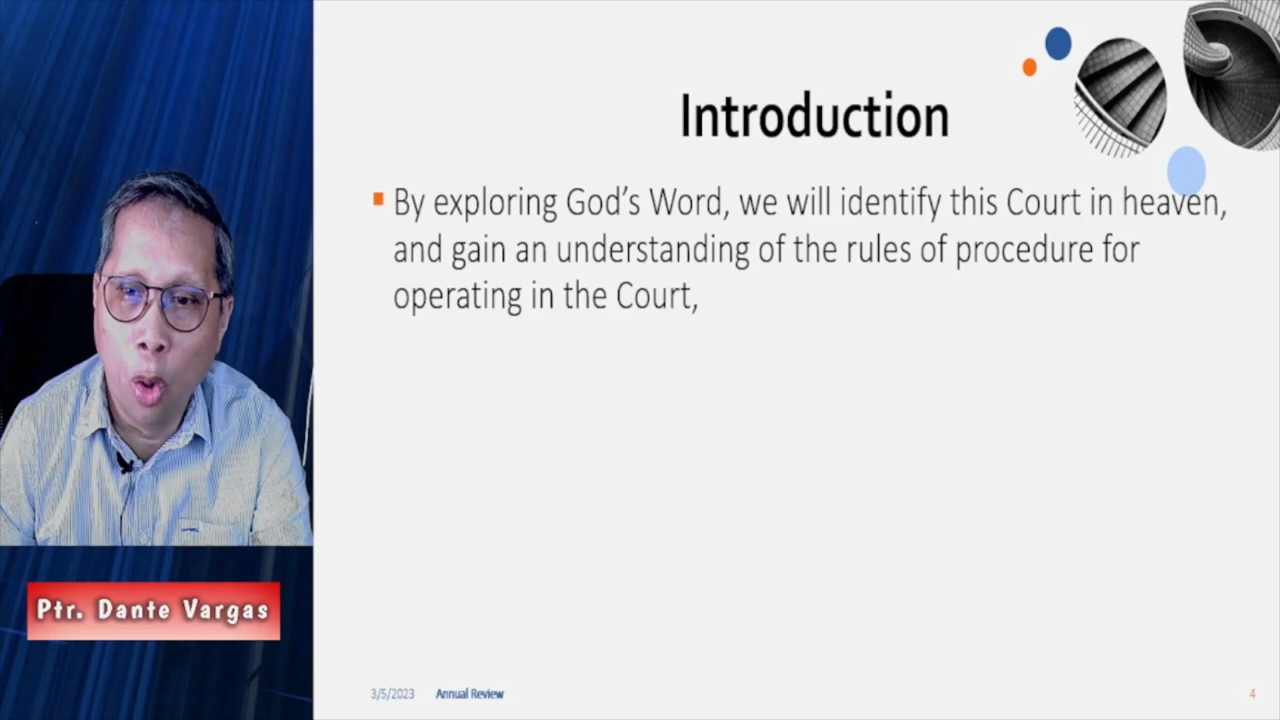 Introduction
By exploring God's Word, we will identify this Court in heaven,
and gain an understanding of the rules of procedure for
operating in the Court,
Ptr. Dante Vargas
3/5/2023 Annual Review 4